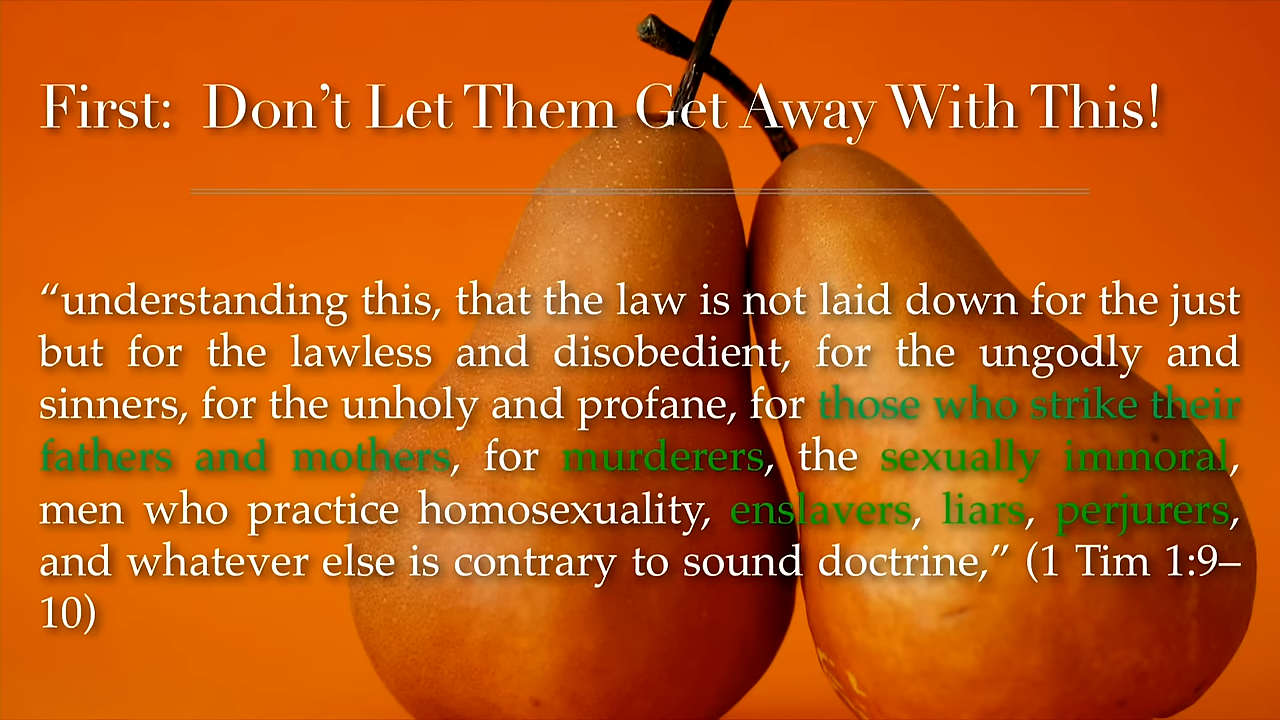 First:  Don’t Let Them Get Away With This!
“understanding this, that the law is not laid down for the just
but for the lawless and disobedient, for the ungodly and
sinners, for the unholy and profane, for those who strike their
fathers and mothers, for murderers, the sexually immoral,
men who practice homosexuality, enslavers, liars, perjurers,
and whatever else is contrary to sound doctrine,” (1 Tim 1:9–
10)